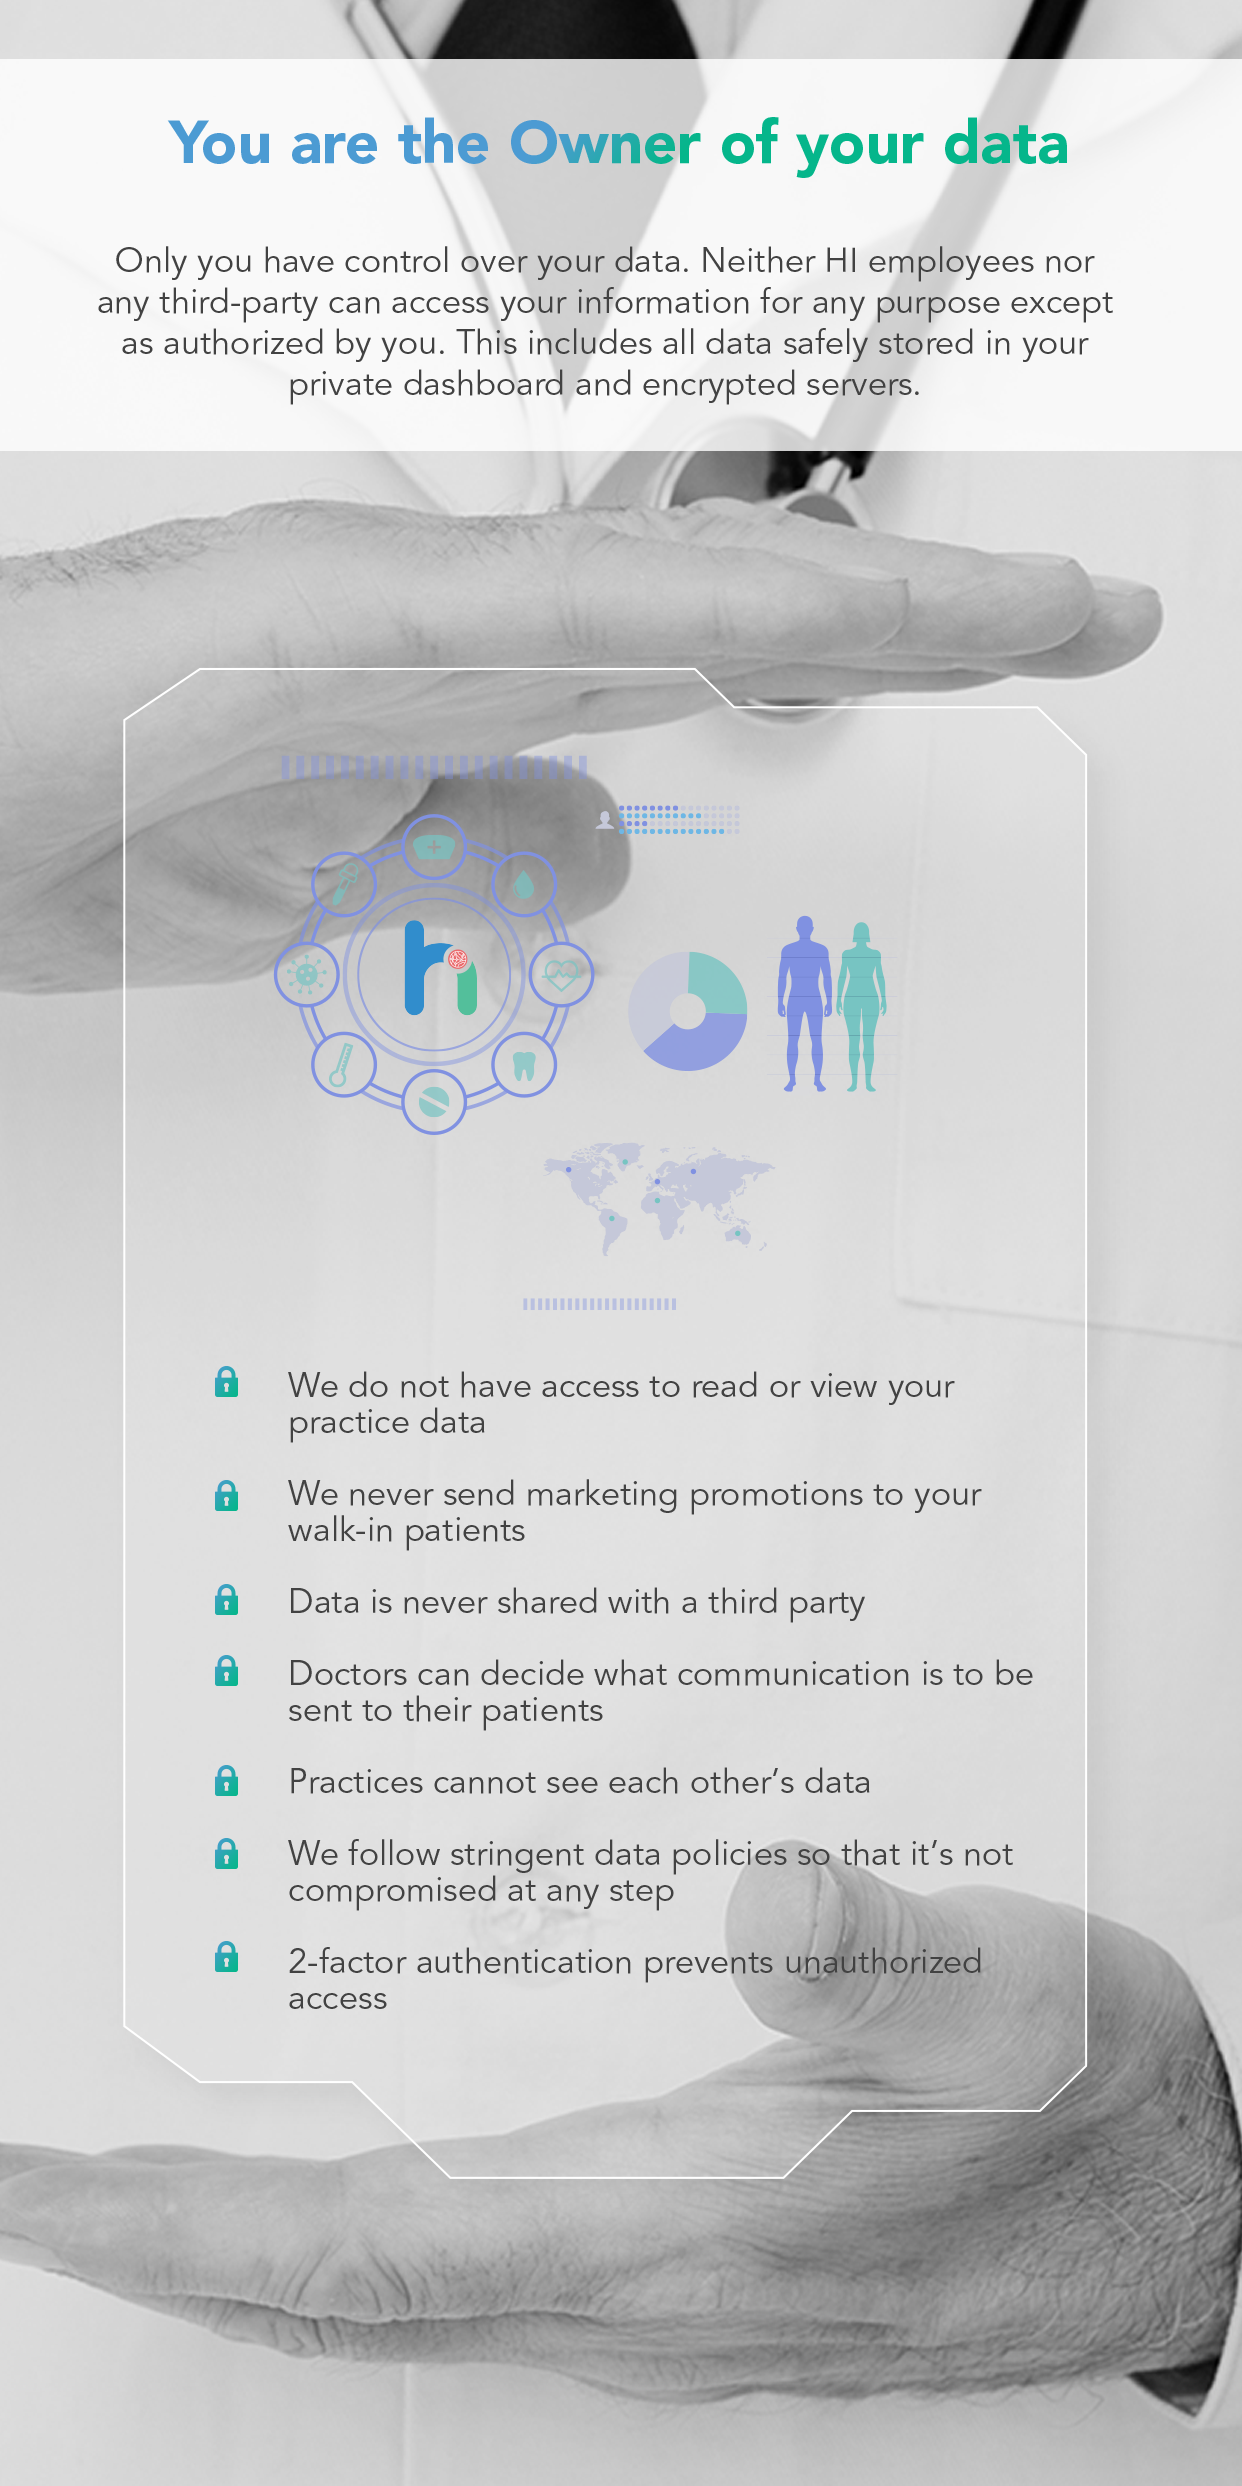 You are the Owner of your data
Only you have control over your data. Neither HI employees nor
any third-party can access your information for any purpose except
as authorized by you. This includes all data safely stored in your
private dashboard and encrypted servers.
h
We do not have access to read or view your
practice data
We never send marketing promotions to your
walk-in patients
Data is never shared with a third party
Doctors can decide what communication is to be
sent to their patients
Practices cannot see each other’s data
We follow stringent data policies so that it’s not
compromised at any step
2-factor authentication prevents unauthorized
access